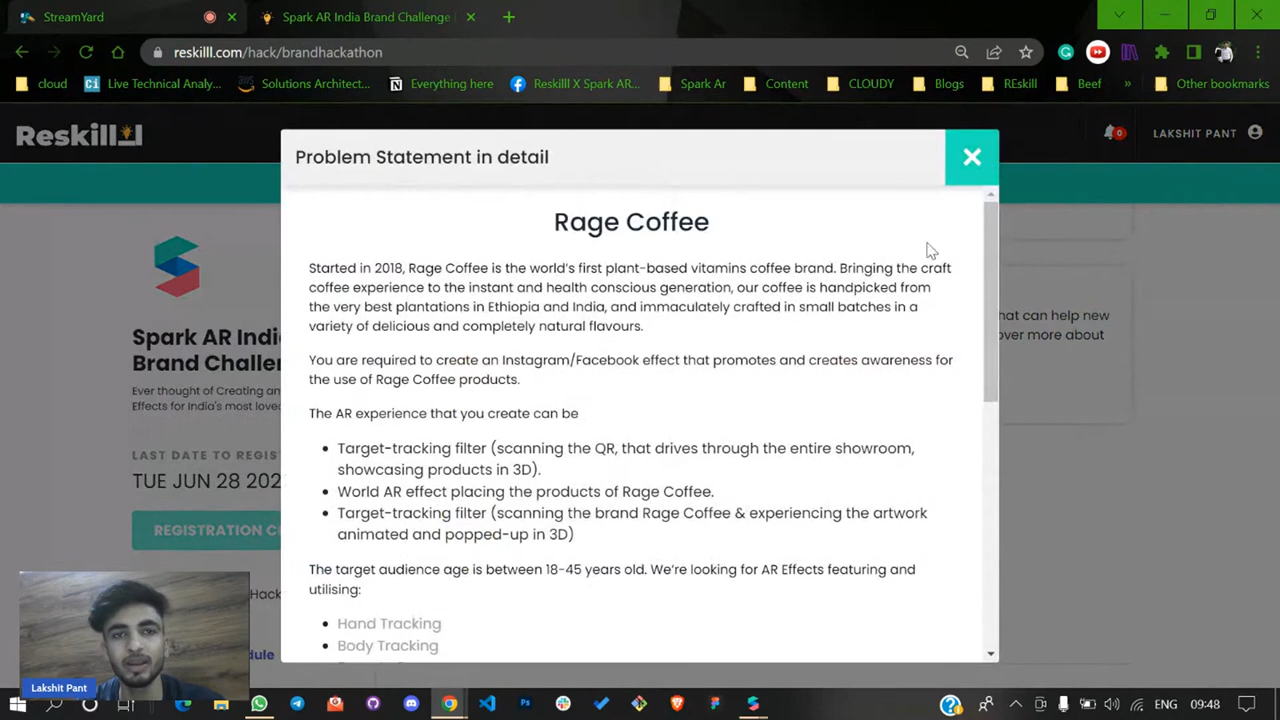 StreamYard
Spark AR India Brand Challenge
reskilll.com/hack/brandhackathon
cloud
Live Technical Analy...
Solutions Architect...
Everything here
Reskilll X Spark AR...
Spark Ar
Content
CLOUDY
Blogs
REskill
Beef
»
Other bookmarks
Reskilll
0
LAKSHIT PANT
Problem Statement in detail
Rage Coffee
Started in 2018, Rage Coffee is the world's first plant-based vitamins coffee brand. Bringing the craft
coffee experience to the instant and health conscious generation, our coffee is handpicked from
the very best plantations in Ethiopia and India, and immaculately crafted in small batches in a
variety of delicious and completely natural flavours.
You are required to create an Instagram/Facebook effect that promotes and creates awareness for
the use of Rage Coffee products.
The AR experience that you create can be
• Target-tracking filter (scanning the QR, that drives through the entire showroom,
showcasing products in 3D).
• World AR effect placing the products of Rage Coffee.
• Target-tracking filter (scanning the brand Rage Coffee & experiencing the artwork
animated and popped-up in 3D)
The target audience age is between 18-45 years old. We're looking for AR Effects featuring and
utilising:
• Hand Tracking
• Body Tracking
Spark AR Indi
Brand Challe
Ever thought of Creating an
Effects for India's most love
LAST DATE TO REGIS
TUE JUN 28 202
REGISTRATION C
Hac
dule
hat can help new
over more about
Lakshit Pant
ENG
09:48